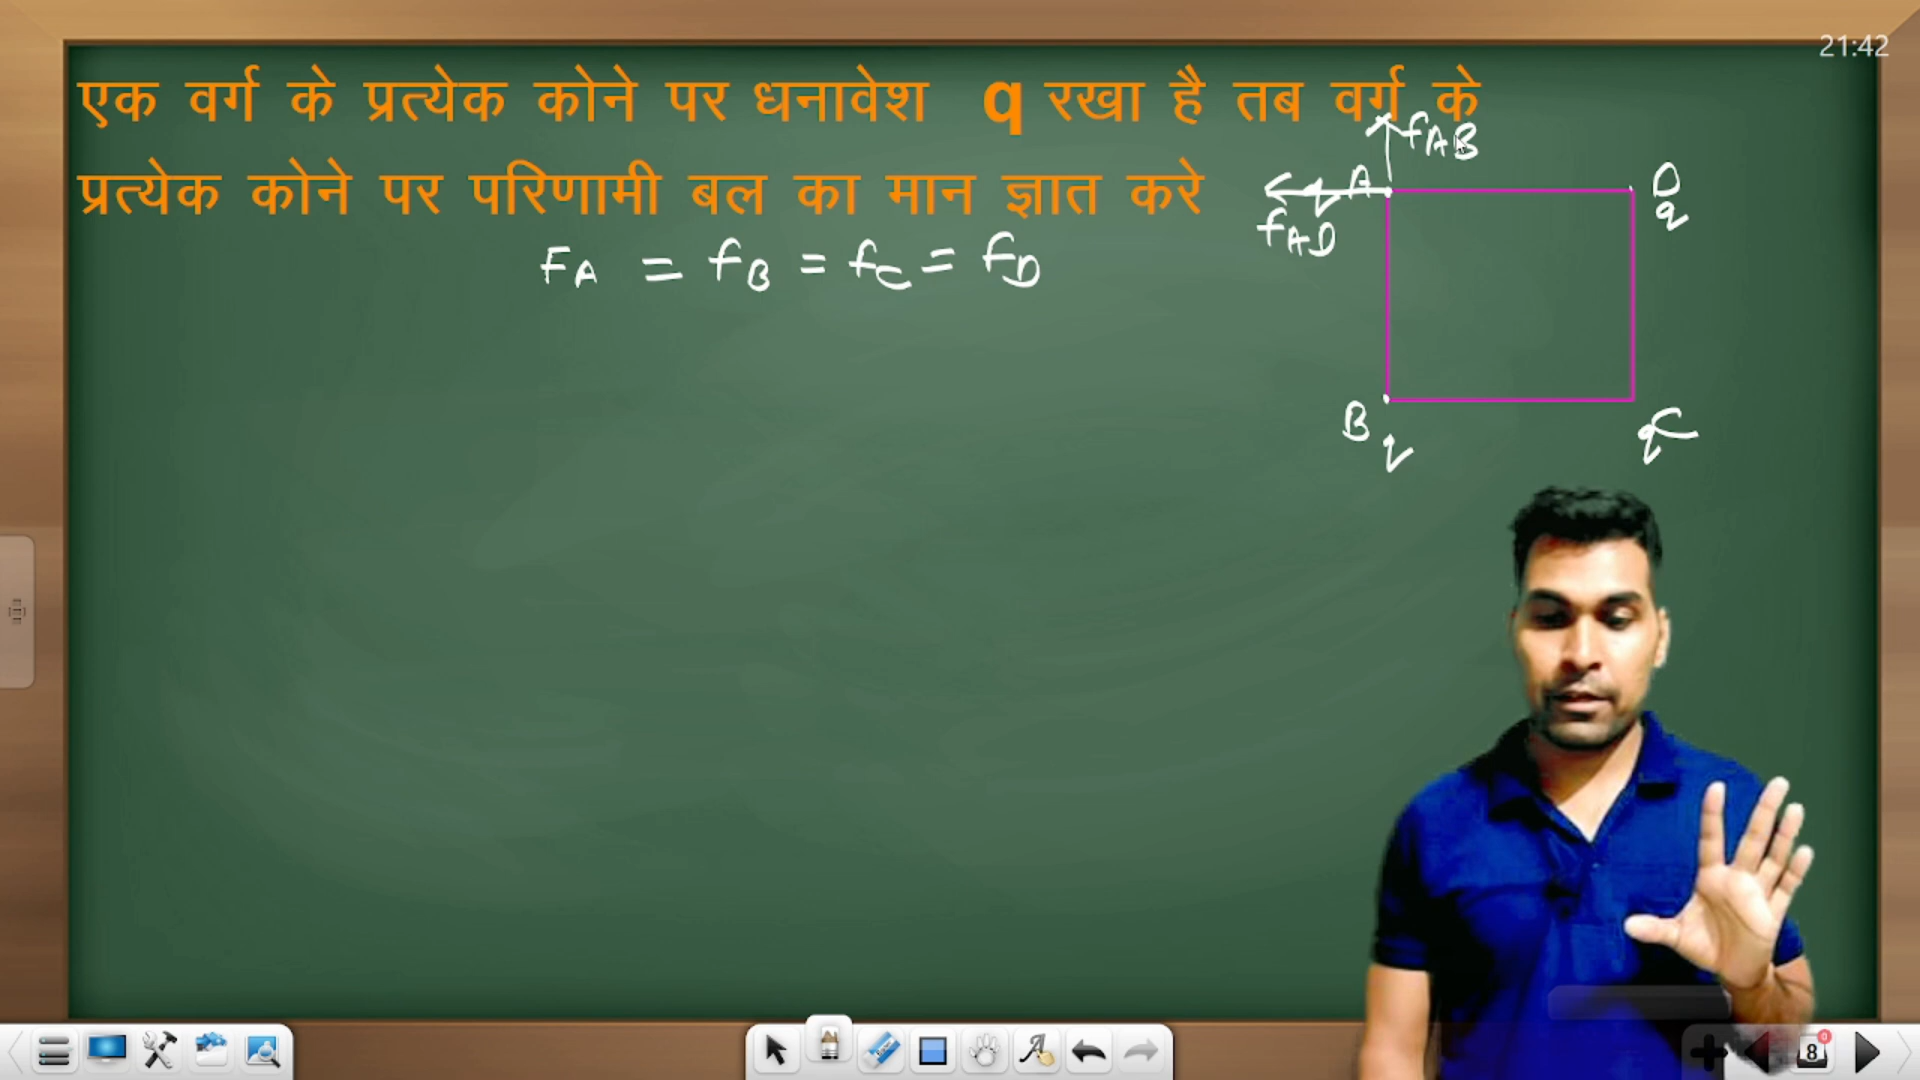 21:42
एक वर्ग के प्रत्येक कोने पर धनावेश q रखा है तब वर्ग के
प्रत्येक कोने पर परिणामी बल का मान ज्ञात करे
fAB
A
fAD
D
q
FA = fB = fC = fD
B
q
C
q
8